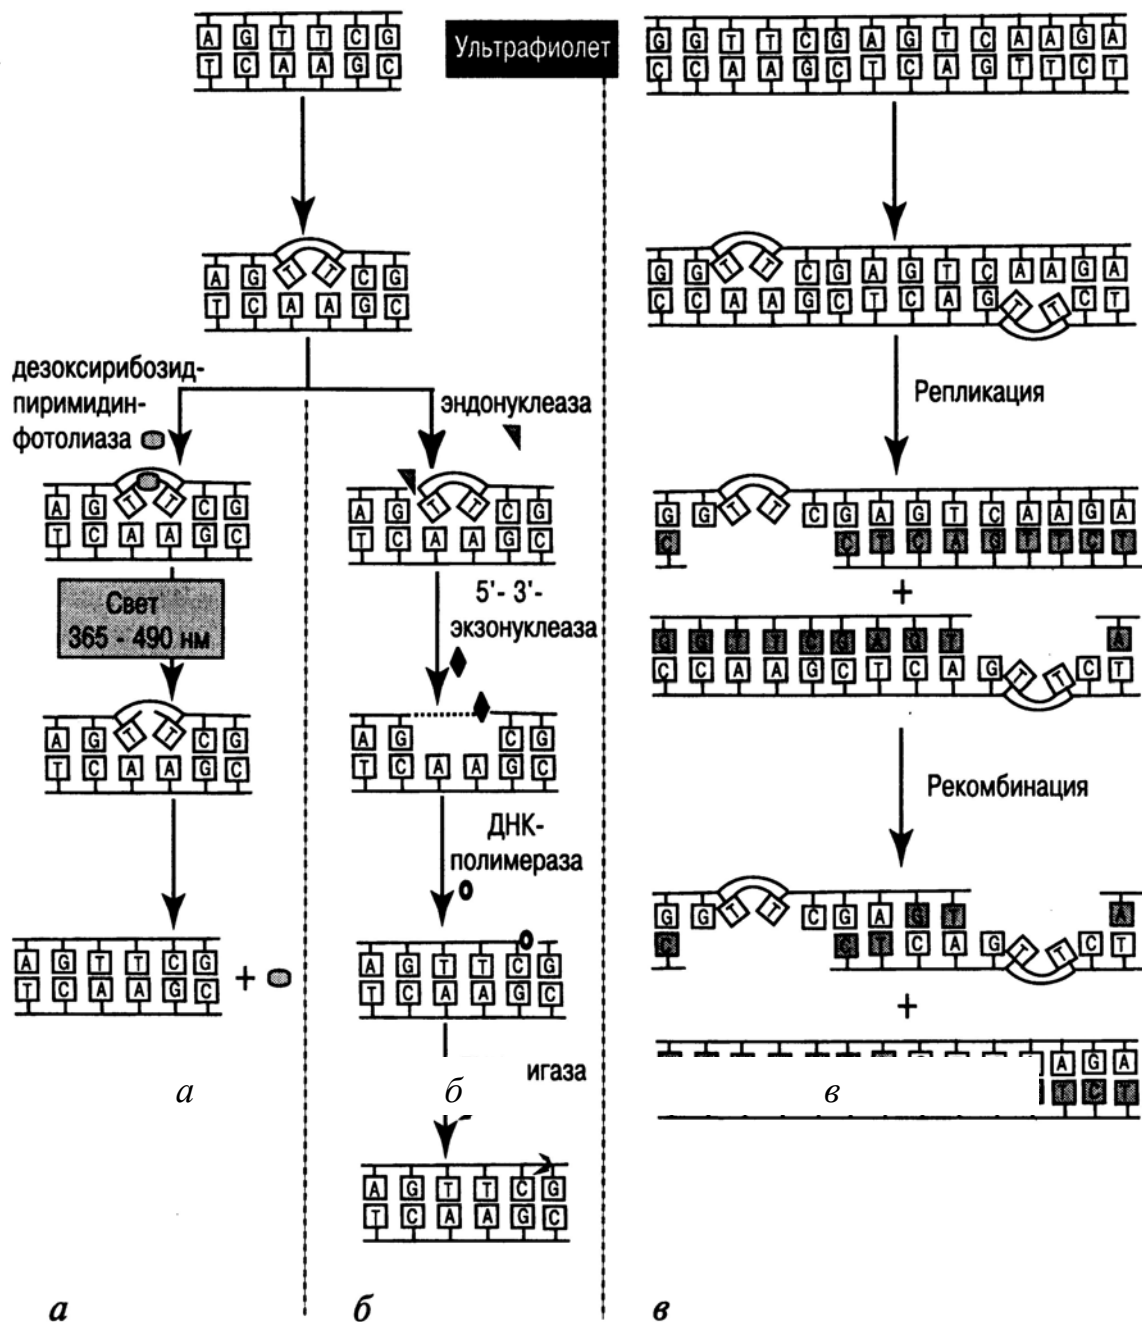 A G T T C G
T C A A G C
Ультрафиолет
G G T T C G A G T C A A G A
C C A A G C T C A G T T C T
A G T T C G
T C A A G C
G G T T C G A G T C A A G A
C C A A G C T C A G T T C T
дезоксирибозид-
пиримидин-
фотолиаза
эндонуклеаза
Репликация
A G T T C G
T C A A G C
A G T T C G
T C A A G C
G G T T C G A G T C A A G A
C C T C A G T T C T
+
Свет
365 - 490 нм
5'- 3'-
экзонуклеаза
G G T T C G A G T A
C C A A G C T C A G T T C T
A G T T C G
T C A A G C
A G C G
T C A A G C
Рекомбинация
ДНК-
полимераза
G G T T C G A G T A
C C T C A G T T C T
+
A G T T C G
T C A A G C
+
A G T T C G
T C A A G C
A G A
T C T
а
б
игаза
в
A G T T C G
T C A A G C
а
б
в